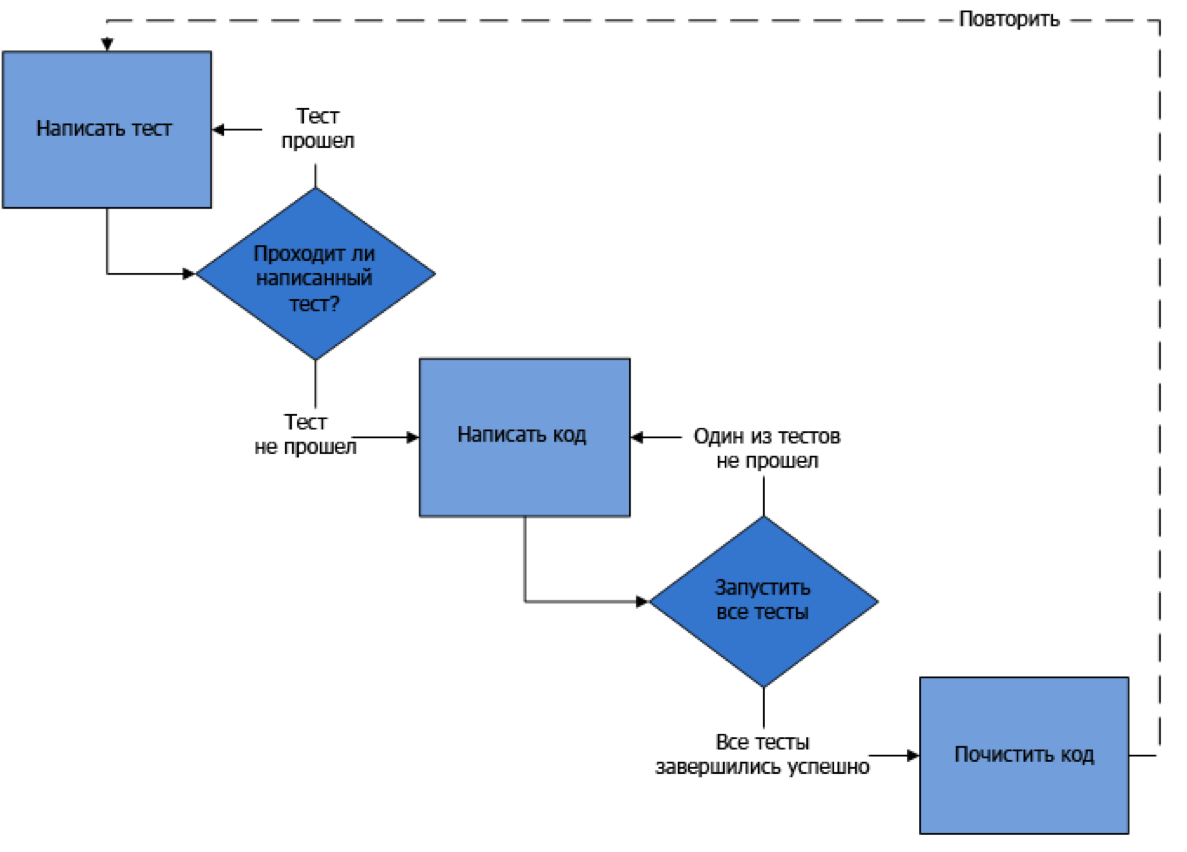 Повторить
Написать тест
Тест
прошел
Проходит ли
написанный
тест?
Тест
не прошел
Написать код
Один из тестов
не прошел
Запустить
все тесты
Все тесты
завершились успешно
Почистить код